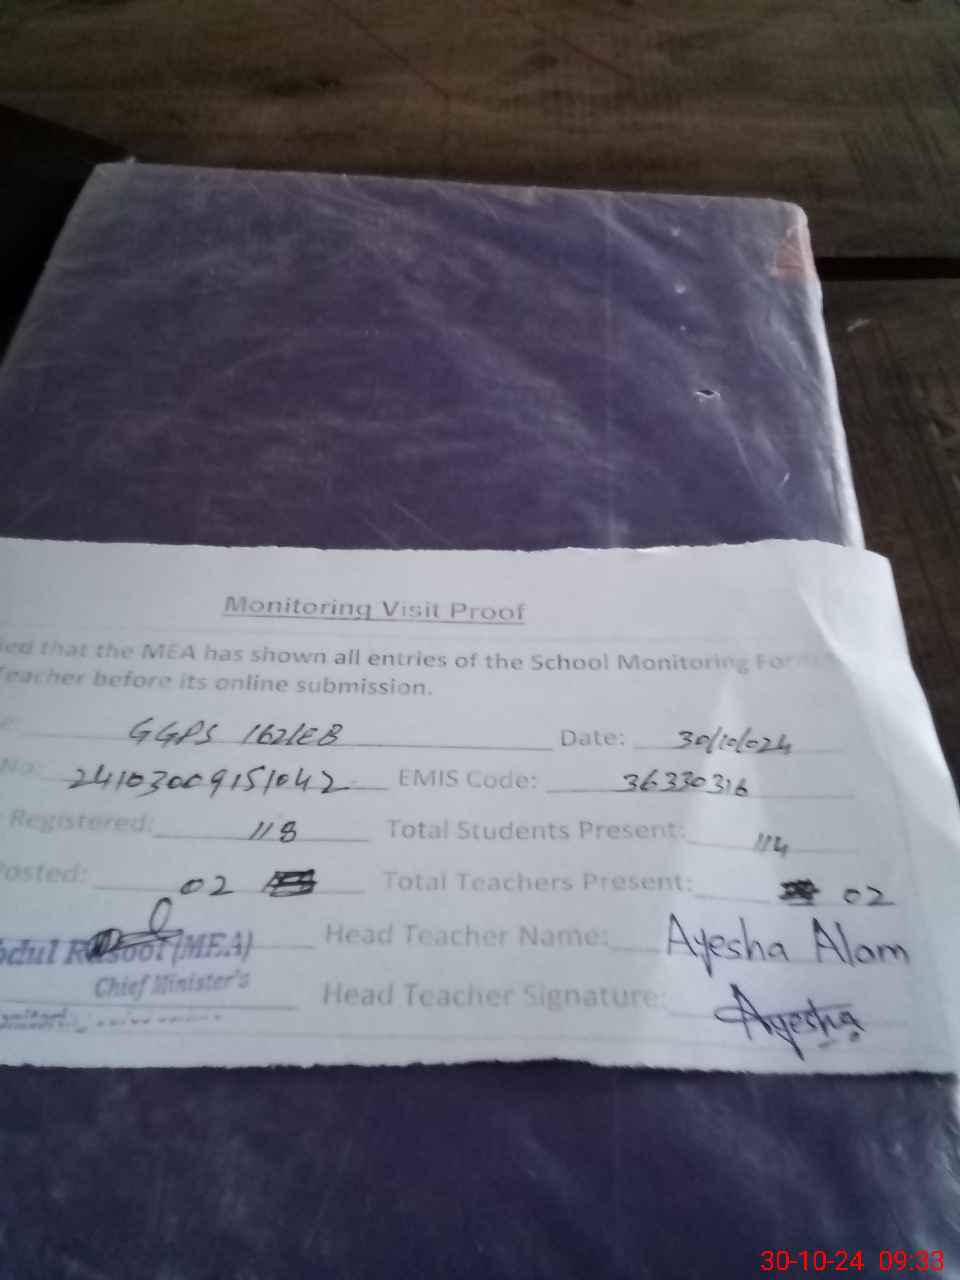 Monitoring Visit Proof
that the MEA has shown all entries of the School Monitoring
Teacher before its online submission.
GGPS 162/EB Date: 30/10/024
No: 24103009151042 EMIS Code: 36330316
Registered: 118 Total Students Present: 114
Posted: 02 Total Teachers Present: 02
(MEA) Head Teacher Name: Ayesha Alam
Chief Minister's
Head Teacher Signature: Ayesha
30-10-24 09:33